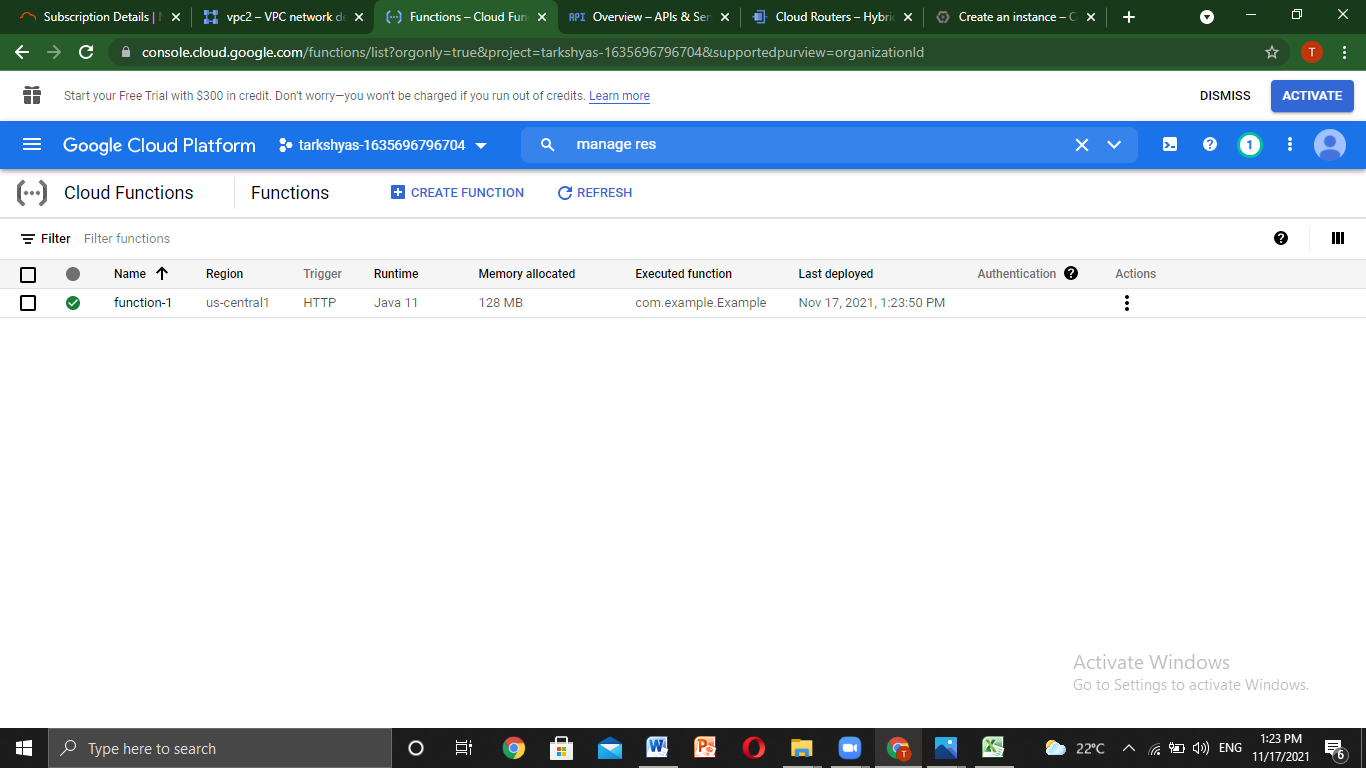 Subscription Details |
vpc2 – VPC network de
Functions – Cloud Fun
API Overview – APIs & Ser
Cloud Routers – Hybri
Create an instance – C
console.cloud.google.com/functions/list?orgonly=true&project=tarkshyas-1635696796704&supportedpurview=organizationId
T
Start your Free Trial with $300 in credit. Don't worry—you won't be charged if you run out of credits. Learn more
DISMISS
ACTIVATE
Google Cloud Platform
tarkshyas-1635696796704
manage res
1
Cloud Functions
Functions
CREATE FUNCTION
REFRESH
Filter Filter functions
Name Region Trigger Runtime Memory allocated Executed function Last deployed Authentication Actions
function-1 us-central1 HTTP Java 11 128 MB com.example.Example Nov 17, 2021, 1:23:50 PM
Activate Windows
Go to Settings to activate Windows.
Type here to search
22°C
ENG
1:23 PM
11/17/2021
6